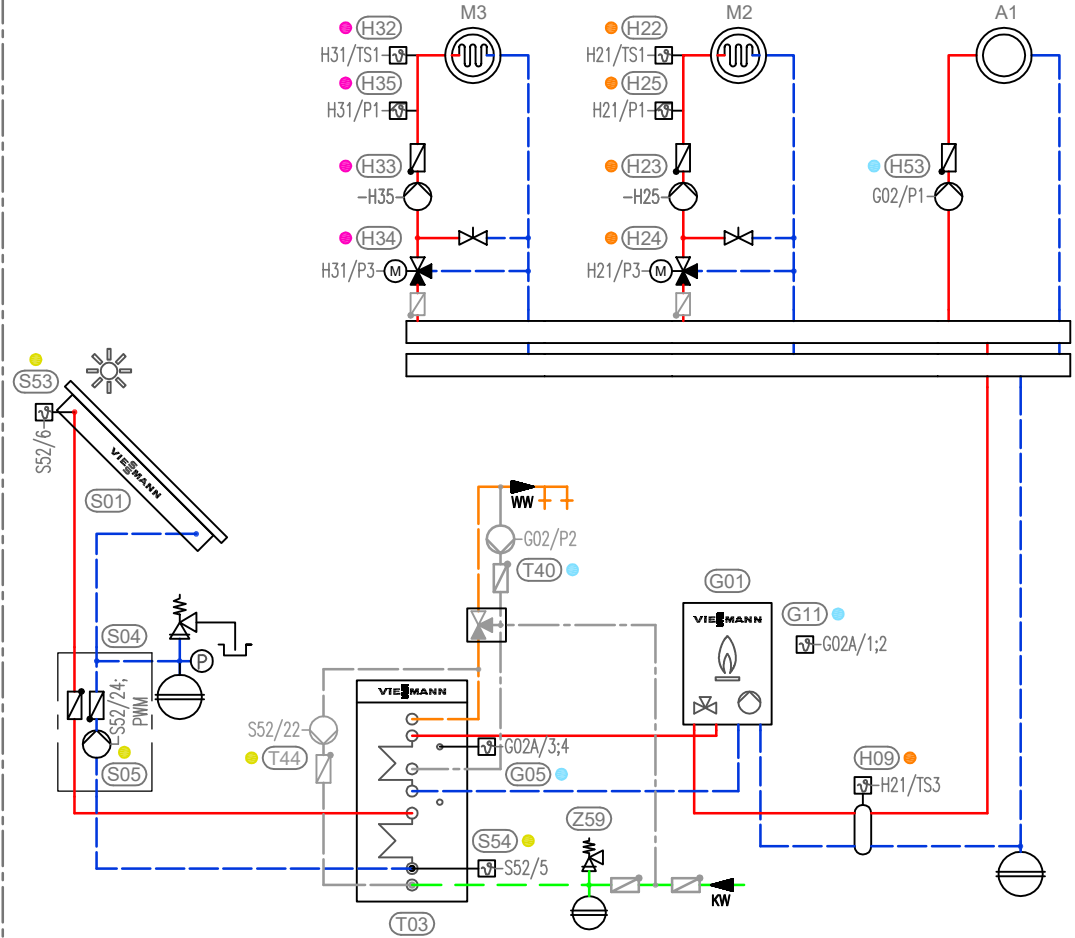 M3
M2
A1
H32
H22
H31/TS1
H21/TS1
H35
H25
H31/P1
H21/P1
H33
H23
H53
-H35
-H25
G02/P1
H34
H24
H31/P3
M
H21/P3
M
S53
S52/6
VIESSMANN
S01
WW
G02/P2
T40
G01
VIESMANN
G11
G02A/1;2
S04
P
S52/24;
PWM
S05
VIESMANN
S52/22
T44
G02A/3;4
G05
H09
H21/TS3
Z59
S54
S52/5
KW
T03